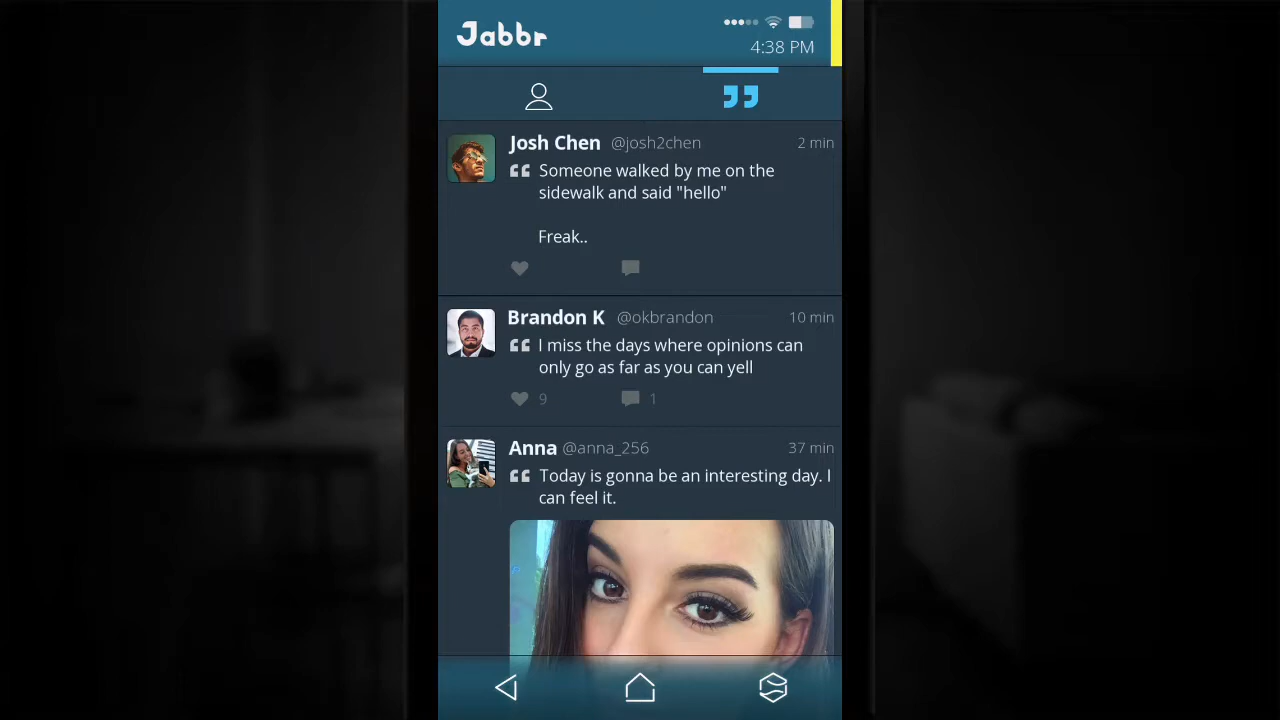 Jabbr
4:38 PM
Josh Chen @josh2chen 2 min
Someone walked by me on the
sidewalk and said "hello"
Freak..
Brandon K @okbrandon 10 min
I miss the days where opinions can
only go as far as you can yell
9 1
Anna @anna_256 37 min
Today is gonna be an interesting day. I
can feel it.